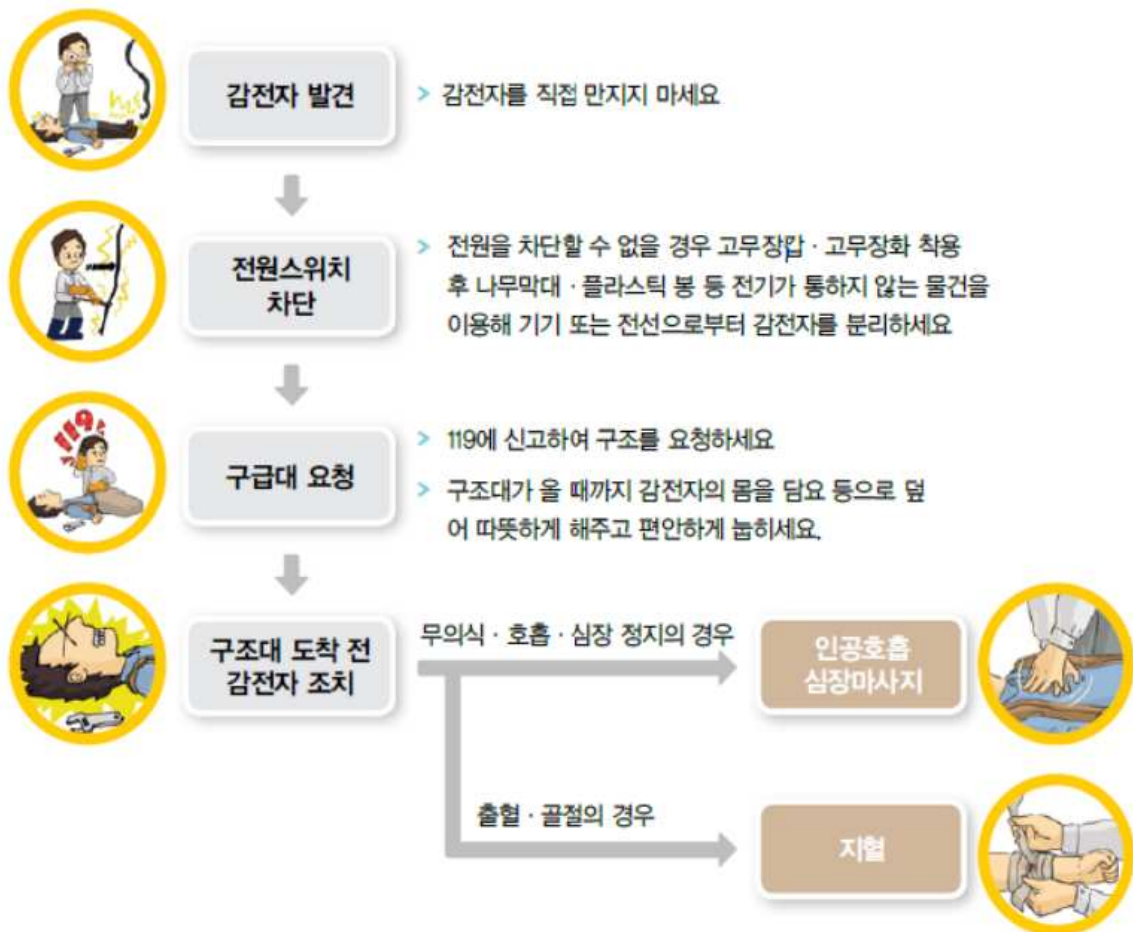 감전자 발견
> 감전자를 직접 만지지 마세요
전원스위치
차단
> 전원을 차단할 수 없을 경우 고무장갑 · 고무장화 착용
후 나무막대 · 플라스틱 봉 등 전기가 통하지 않는 물건을
이용해 기기 또는 전선으로부터 감전자를 분리하세요
119
구급대 요청
> 119에 신고하여 구조를 요청하세요
> 구조대가 올 때까지 감전자의 몸을 담요 등으로 덮
어 따뜻하게 해주고 편안하게 눕히세요.
구조대 도착 전
감전자 조치
무의식 · 호흡 · 심장 정지의 경우
인공호흡
심장마사지
출혈 · 골절의 경우
지혈